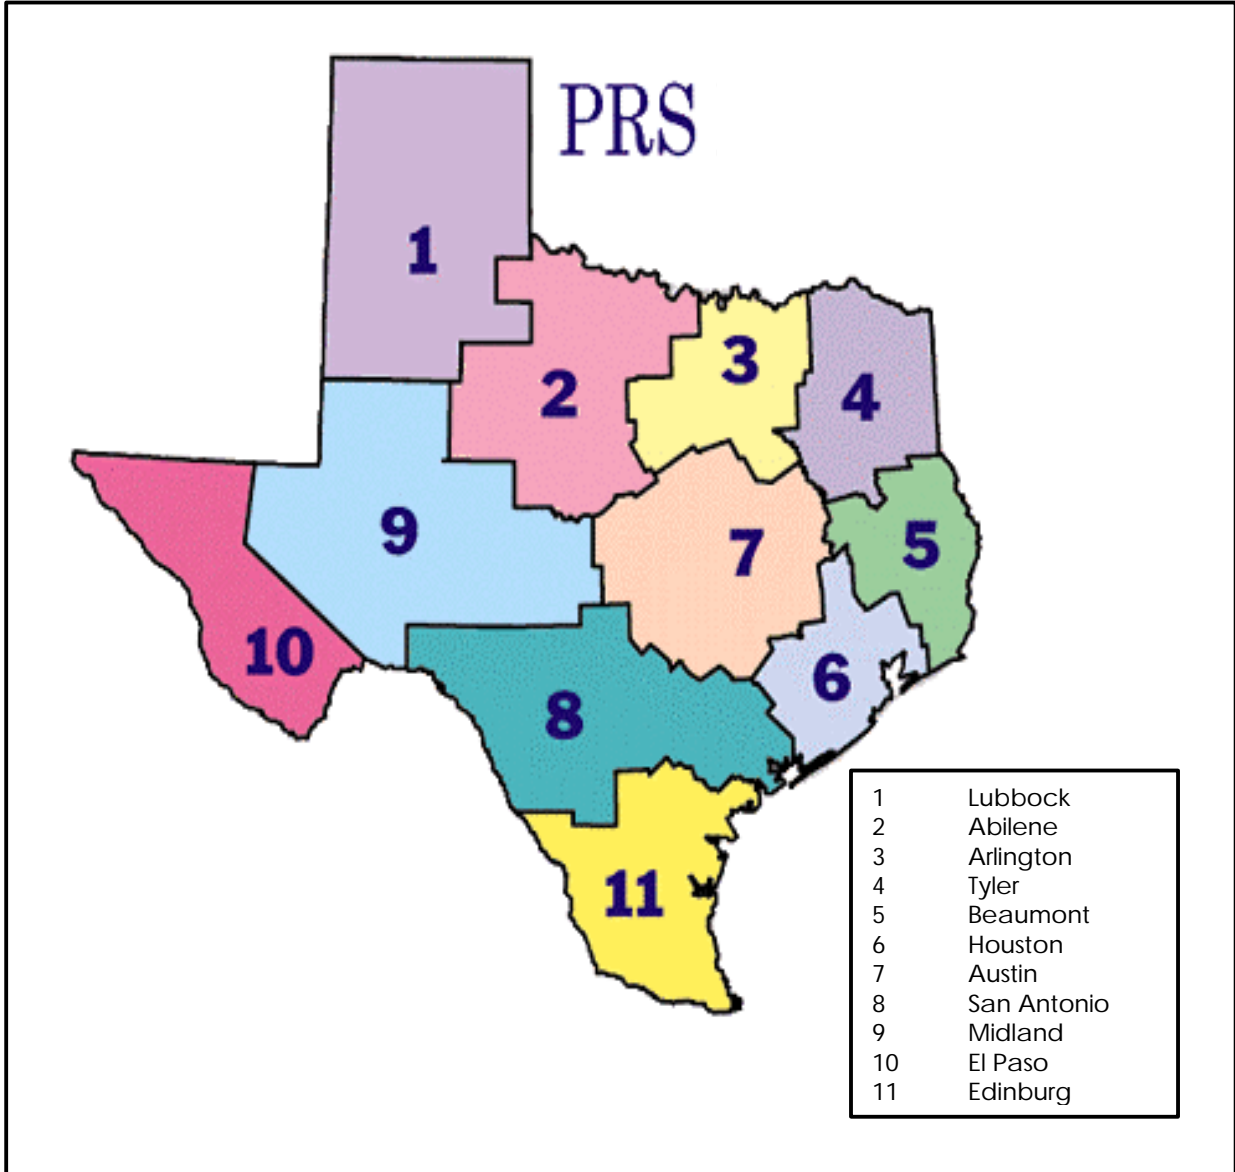 PRS
1
2
3
4
5
6
7
8
9
10
11
1 Lubbock
2 Abilene
3 Arlington
4 Tyler
5 Beaumont
6 Houston
7 Austin
8 San Antonio
9 Midland
10 El Paso
11 Edinburg